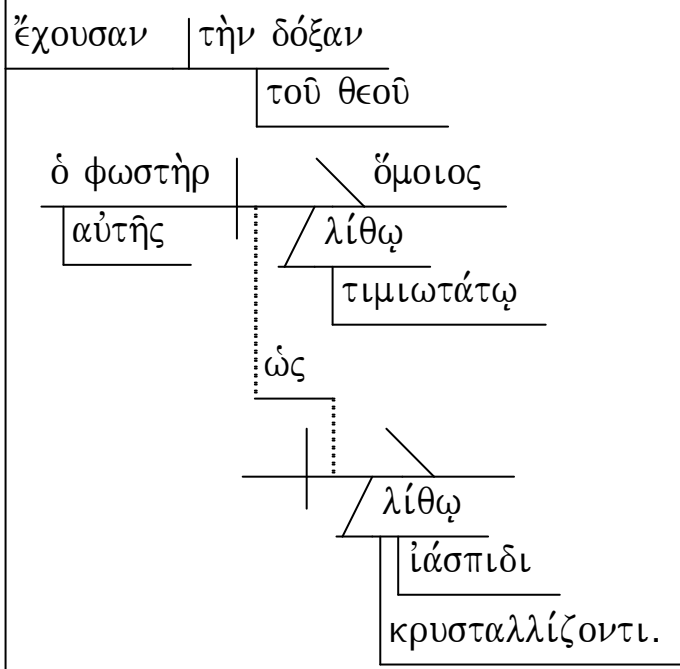 ἔχουσαν τὴν δόξαν
τοῦ θεοῦ
ὁ φωστὴρ ὅμοιος
αὐτῆς λίθῳ
τιμιωτάτῳ
ὡς
λίθῳ
ἰάσπιδι
κρυσταλλίζοντι.